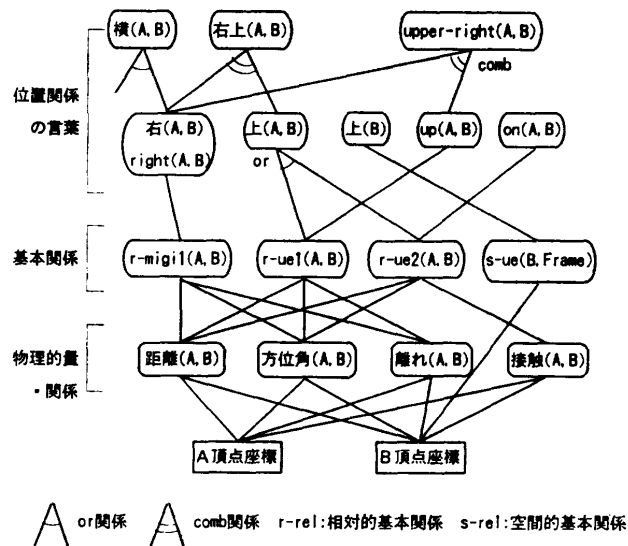 横(A,B) 右上(A,B) upper-right(A,B)
comb
位置関係
の言葉
右(A,B) 上(A,B) 上(B) up(A,B) on(A,B)
right(A,B) or
基本関係
r-migi1(A,B) r-ue1(A,B) r-ue2(A,B) s-ue(B,Frame)
物理的量
・関係
距離(A,B) 方位角(A,B) 離れ(A,B) 接触(A,B)
A頂点座標 B頂点座標
or関係 comb関係 r-rel:相対的基本関係 s-rel:空間的基本関係